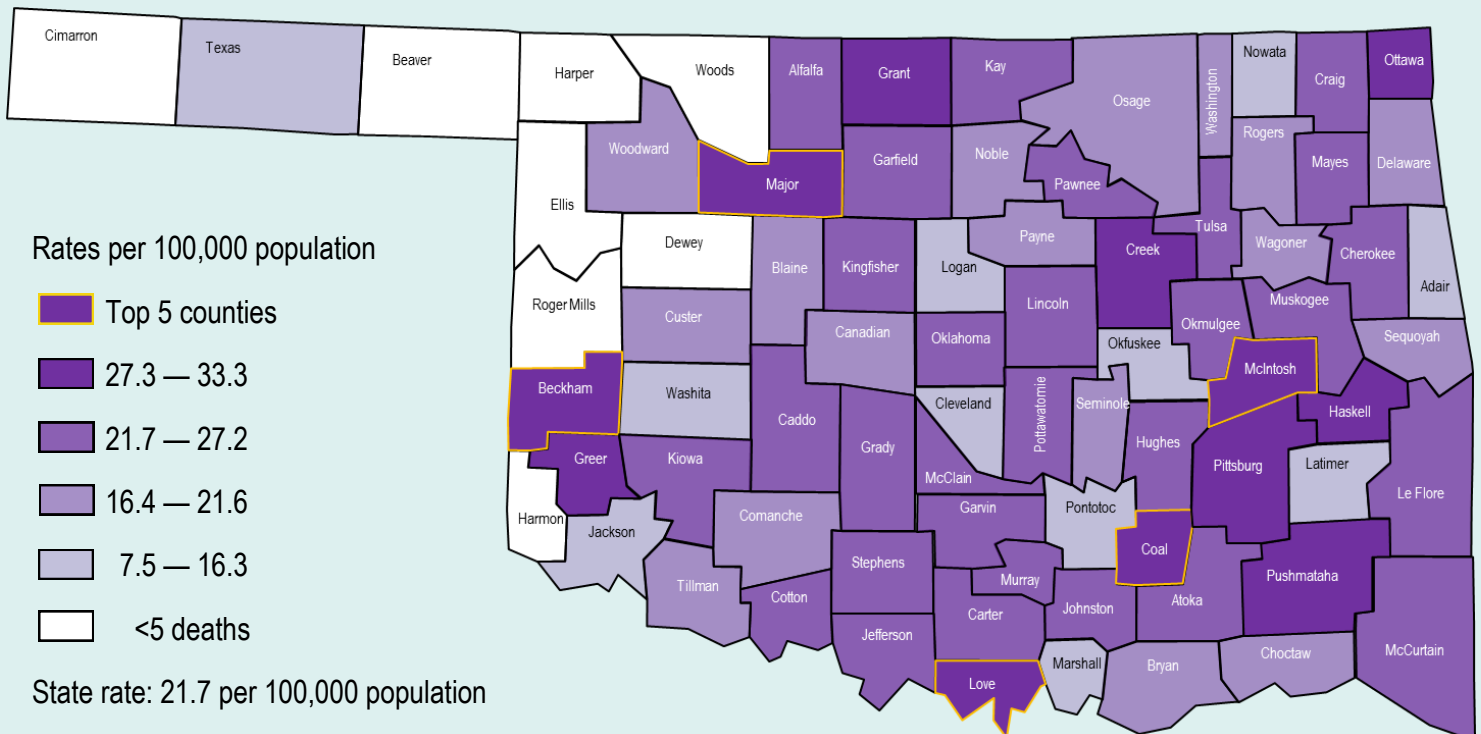 Cimarron
Texas
Beaver
Harper
Woods
Alfalfa
Grant
Kay
Osage
Washington
Nowata
Craig
Ottawa
Woodward
Major
Garfield
Noble
Pawnee
Rogers
Mayes
Delaware
Ellis
Dewey
Blaine
Kingfisher
Logan
Payne
Creek
Tulsa
Wagoner
Cherokee
Adair
Roger Mills
Custer
Canadian
Oklahoma
Lincoln
Okfuskee
Okmulgee
Muskogee
Sequoyah
Beckham
Washita
Caddo
Grady
Cleveland
Pottawatomie
Seminole
Hughes
McIntosh
Haskell
Greer
Kiowa
McClain
Pittsburg
Latimer
Le Flore
Harmon
Jackson
Comanche
Garvin
Pontotoc
Coal
Tillman
Cotton
Stephens
Murray
Johnston
Atoka
Pushmataha
Jefferson
Carter
Love
Marshall
Bryan
Choctaw
McCurtain
Rates per 100,000 population
Top 5 counties
27.3 — 33.3
21.7 — 27.2
16.4 — 21.6
7.5 — 16.3
<5 deaths
State rate: 21.7 per 100,000 population